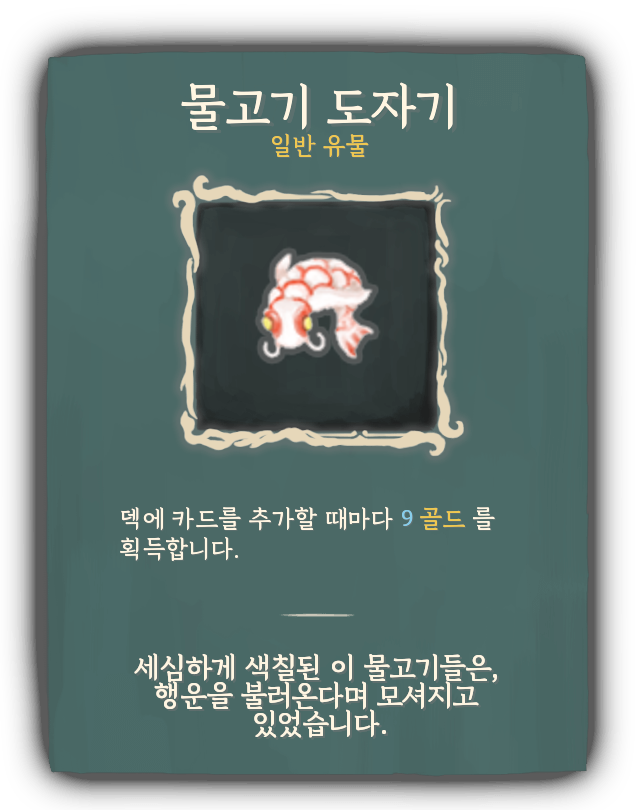 물고기 도자기
일반 유물
덱에 카드를 추가할 때마다 9 골드 를
획득합니다.
세심하게 색칠된 이 물고기들은,
행운을 불러온다며 모셔지고
있었습니다.